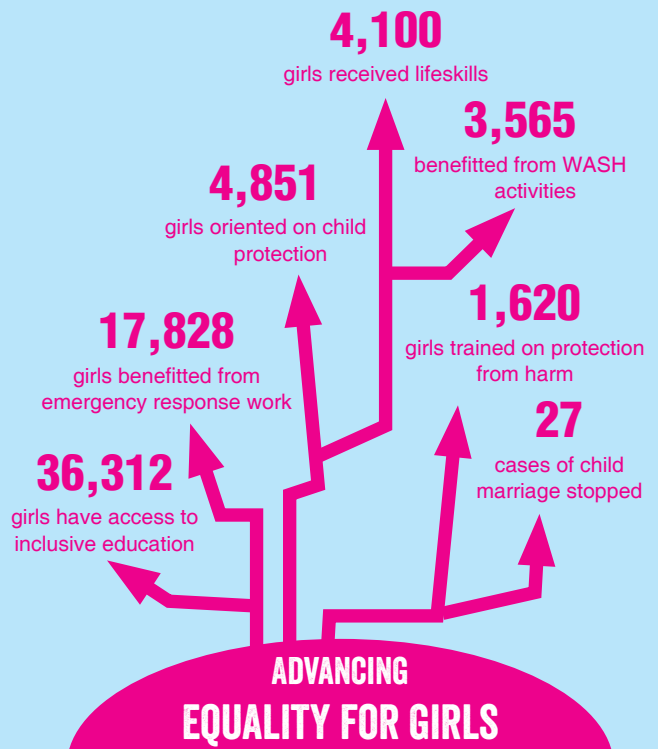 4,100
girls received lifeskills
3,565
benefitted from WASH
activities
4,851
girls oriented on child
protection
1,620
girls trained on protection
from harm
17,828
girls benefitted from
emergency response work
27
cases of child
marriage stopped
36,312
girls have access to
inclusive education
ADVANCING
EQUALITY FOR GIRLS